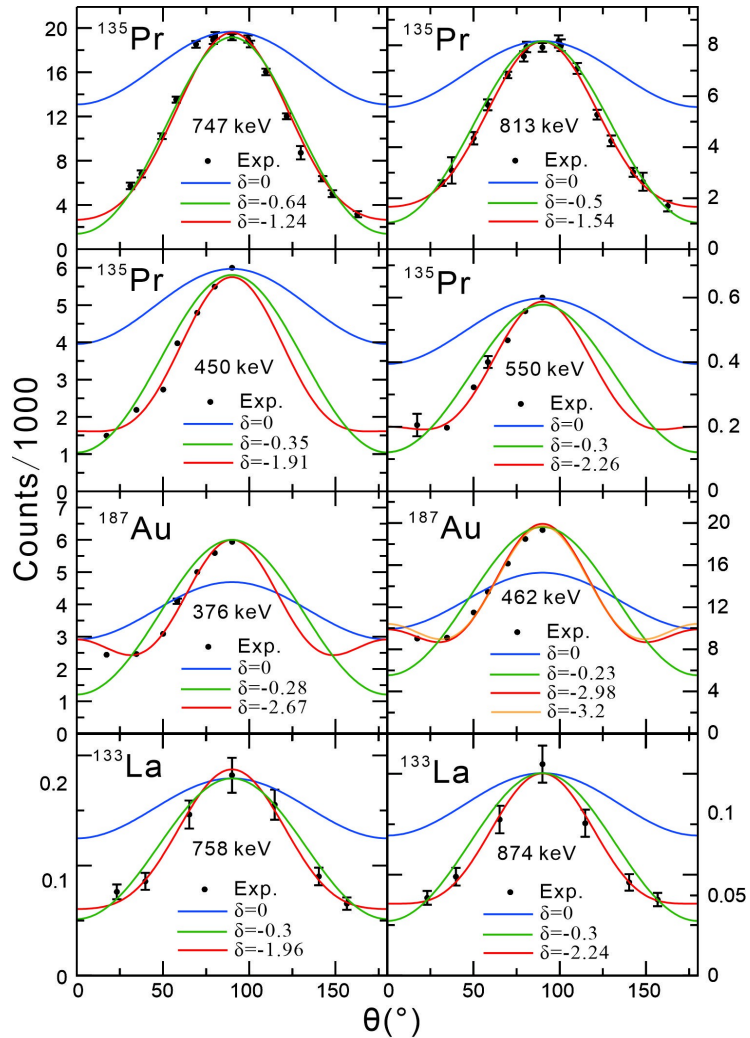 20
16
12
8
4
0
¹³⁵Pr
747 keV
Exp.
δ=0
δ=-0.64
δ=-1.24
¹³⁵Pr
813 keV
Exp.
δ=0
δ=-0.5
δ=-1.54
8
6
4
2
0
6
5
4
3
2
1
0
¹³⁵Pr
450 keV
Exp.
δ=0
δ=-0.35
δ=-1.91
¹³⁵Pr
550 keV
Exp.
δ=0
δ=-0.3
δ=-2.26
0.6
0.4
0.2
0
Counts/1000
7
6
5
4
3
2
1
0
¹⁸⁷Au
376 keV
Exp.
δ=0
δ=-0.28
δ=-2.67
¹⁸⁷Au
462 keV
Exp.
δ=0
δ=-0.23
δ=-2.98
δ=-3.2
20
16
12
8
4
0
0.2
0.1
0
¹³³La
758 keV
Exp.
δ=0
δ=-0.3
δ=-1.96
¹³³La
874 keV
Exp.
δ=0
δ=-0.3
δ=-2.24
0.1
0.05
0
0 50 100 150 0 50 100 150
θ(°)